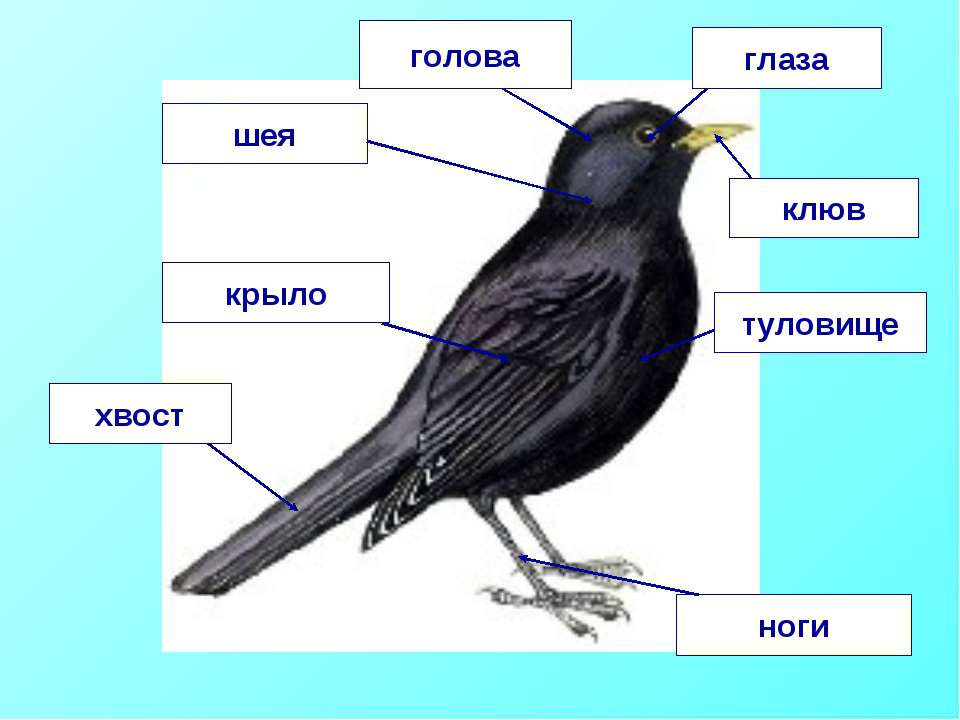 голова
глаза
шея
клюв
крыло
туловище
хвост
ноги